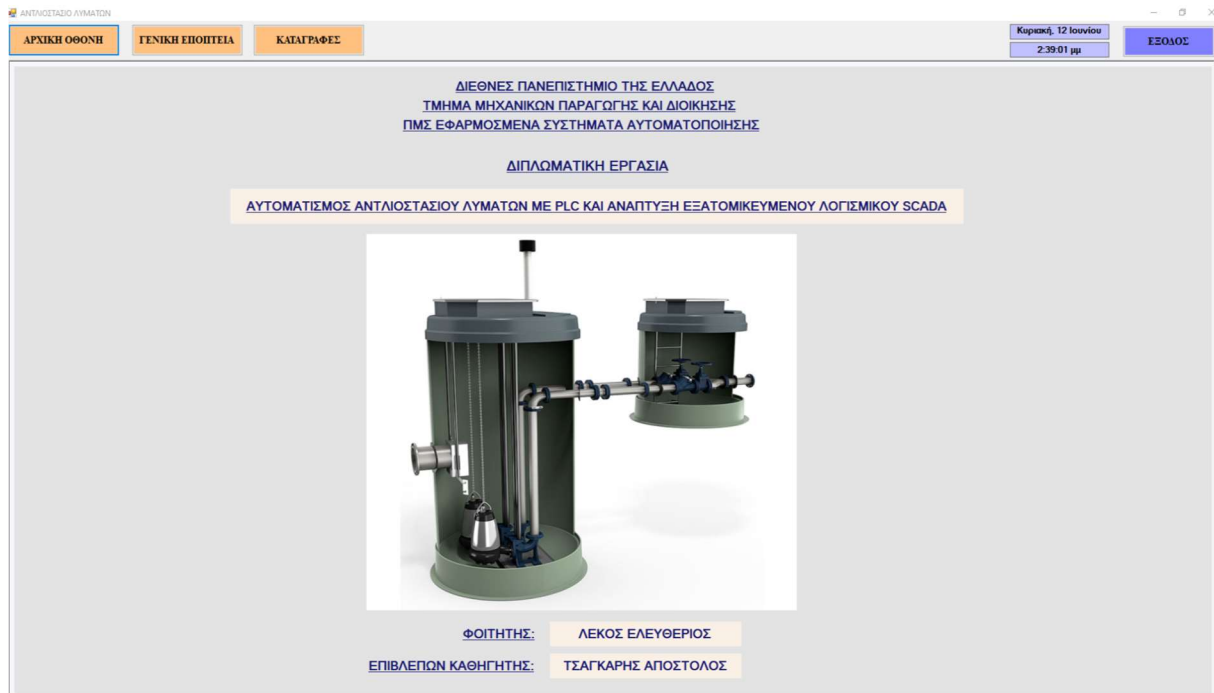 ΑΝΤΛΙΟΣΤΑΣΙΟ ΛΥΜΑΤΩΝ
ΑΡΧΙΚΗ ΟΘΟΝΗ
ΓΕΝΙΚΗ ΕΠΟΠΤΕΙΑ
ΚΑΤΑΓΡΑΦΕΣ
Κυριακή, 12 Ιουνίου
2:39:01 μμ
ΕΞΟΔΟΣ
ΔΙΕΘΝΕΣ ΠΑΝΕΠΙΣΤΗΜΙΟ ΤΗΣ ΕΛΛΑΔΟΣ
ΤΜΗΜΑ ΜΗΧΑΝΙΚΩΝ ΠΑΡΑΓΩΓΗΣ ΚΑΙ ΔΙΟΙΚΗΣΗΣ
ΠΜΣ ΕΦΑΡΜΟΣΜΕΝΑ ΣΥΣΤΗΜΑΤΑ ΑΥΤΟΜΑΤΟΠΟΙΗΣΗΣ
ΔΙΠΛΩΜΑΤΙΚΗ ΕΡΓΑΣΙΑ
ΑΥΤΟΜΑΤΙΣΜΟΣ ΑΝΤΛΙΟΣΤΑΣΙΟΥ ΛΥΜΑΤΩΝ ΜΕ PLC ΚΑΙ ΑΝΑΠΤΥΞΗ ΕΞΑΤΟΜΙΚΕΥΜΕΝΟΥ ΛΟΓΙΣΜΙΚΟΥ SCADA
ΦΟΙΤΗΤΗΣ: ΛΕΚΟΣ ΕΛΕΥΘΕΡΙΟΣ
ΕΠΙΒΛΕΠΩΝ ΚΑΘΗΓΗΤΗΣ: ΤΣΑΓΚΑΡΗΣ ΑΠΟΣΤΟΛΟΣ